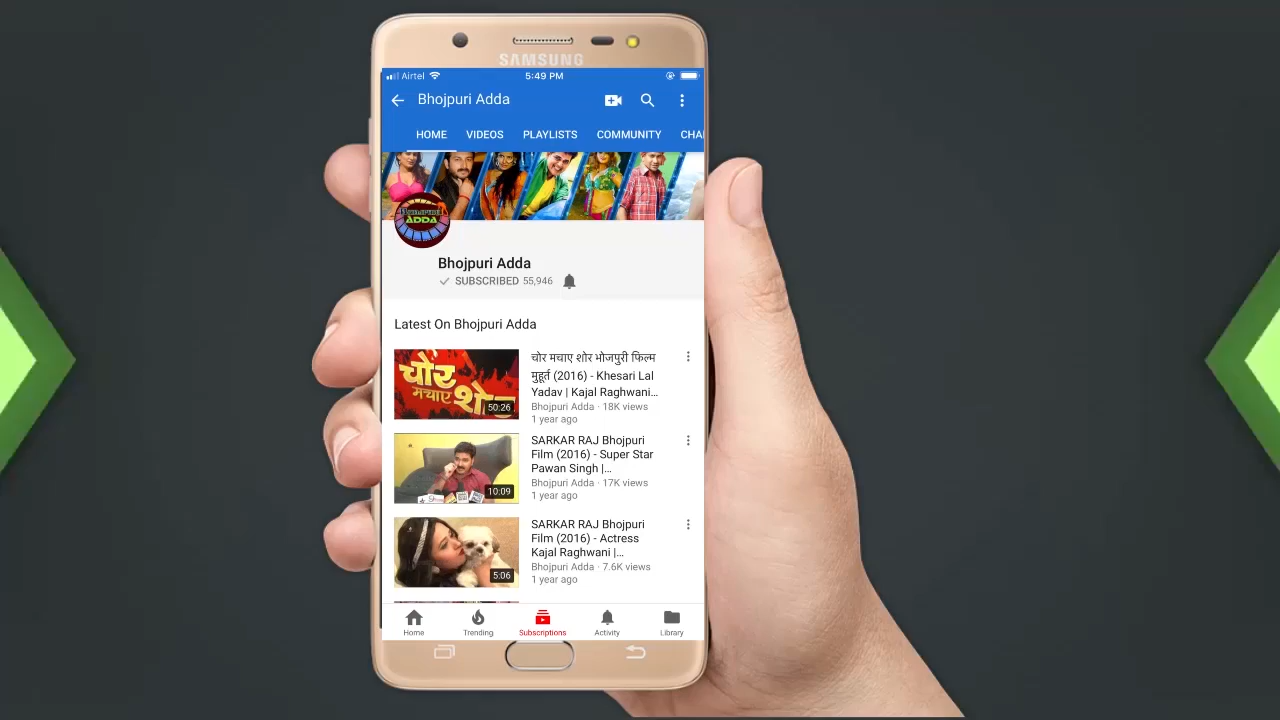 SAMSUNG
Airtel 5:49 PM
Bhojpuri Adda
HOME VIDEOS PLAYLISTS COMMUNITY CHA
BHOJPURI
ADDA
Bhojpuri Adda
SUBSCRIBED 55,946
Latest On Bhojpuri Adda
चोर
मचाए शोर
50:26
चोर मचाए शोर भोजपुरी फिल्म
मुहूर्त (2016) - Khesari Lal
Yadav | Kajal Raghwani...
Bhojpuri Adda · 18K views
1 year ago
10:09
SARKAR RAJ Bhojpuri
Film (2016) - Super Star
Pawan Singh |...
Bhojpuri Adda · 17K views
1 year ago
5:06
SARKAR RAJ Bhojpuri
Film (2016) - Actress
Kajal Raghwani |...
Bhojpuri Adda · 7.6K views
1 year ago
Home Trending Subscriptions Activity Library